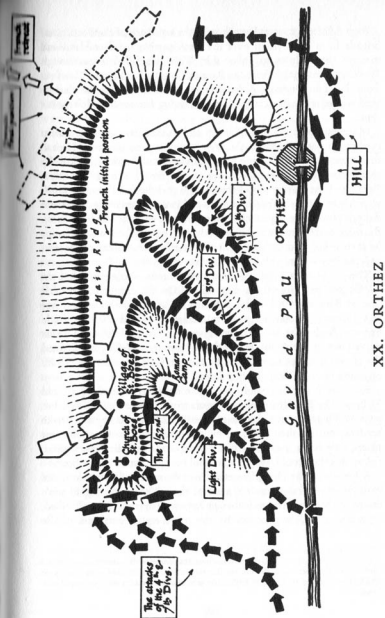 French
retreat
Main Ridge
French initial position
Village of
St. Boes
Church of
St. Boes
The 1/52nd
Roman
Camp
Light Div.
3rd Div.
6th Div.
ORTHEZ
HILL
Gave de PAU
The attacks
of the 4th &
7th Divs.
XX. ORTHEZ